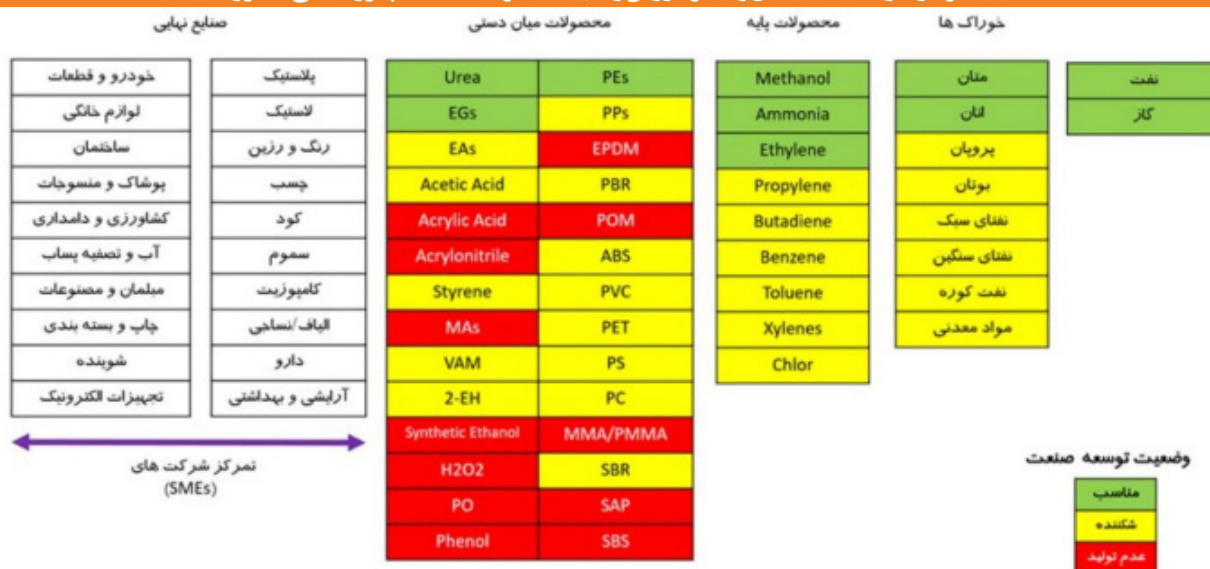 خوراک ها
محصولات پایه
محصولات میان دستی
صنایع نهایی
نفت
گاز
متان
اتان
پروپان
بوتان
نفتای سبک
نفتای سنگین
نفت کوره
مواد معدنی
Methanol
Ammonia
Ethylene
Propylene
Butadiene
Benzene
Toluene
Xylenes
Chlor
Urea PEs
EGs PPs
EAs EPDM
Acetic Acid PBR
Acrylic Acid POM
Acrylonitrile ABS
Styrene PVC
MAs PET
VAM PS
2-EH PC
Synthetic Ethanol MMA/PMMA
H2O2 SBR
PO SAP
Phenol SBS
پلاستیک
لاستیک
رنگ و رزین
چسب
کود
سموم
کامپوزیت
الیاف/نساجی
دارو
آرایشی و بهداشتی
خودرو و قطعات
لوازم خانگی
ساختمان
پوشاک و منسوجات
کشاورزی و دامداری
آب و تصفیه پساب
مبلمان و مصنوعات
چاپ و بسته بندی
شوینده
تجهیزات الکترونیک
تمرکز شرکت های
(SMEs)
وضعیت توسعه صنعت
مناسب
شکننده
عدم تولید